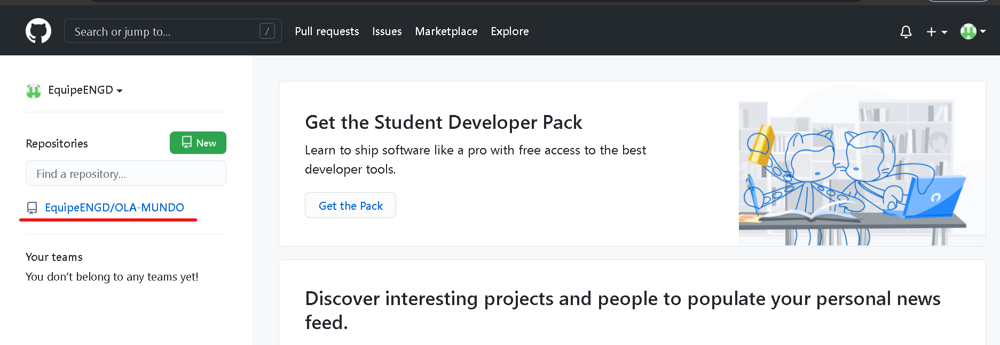 Search or jump to...
/
Pull requests
Issues
Marketplace
Explore
EquipeENGD
Repositories
New
Find a repository...
EquipeENGD/OLA-MUNDO
Your teams
You don’t belong to any teams yet!
Get the Student Developer Pack
Learn to ship software like a pro with free access to the best
developer tools.
Get the Pack
Discover interesting projects and people to populate your personal news
feed.